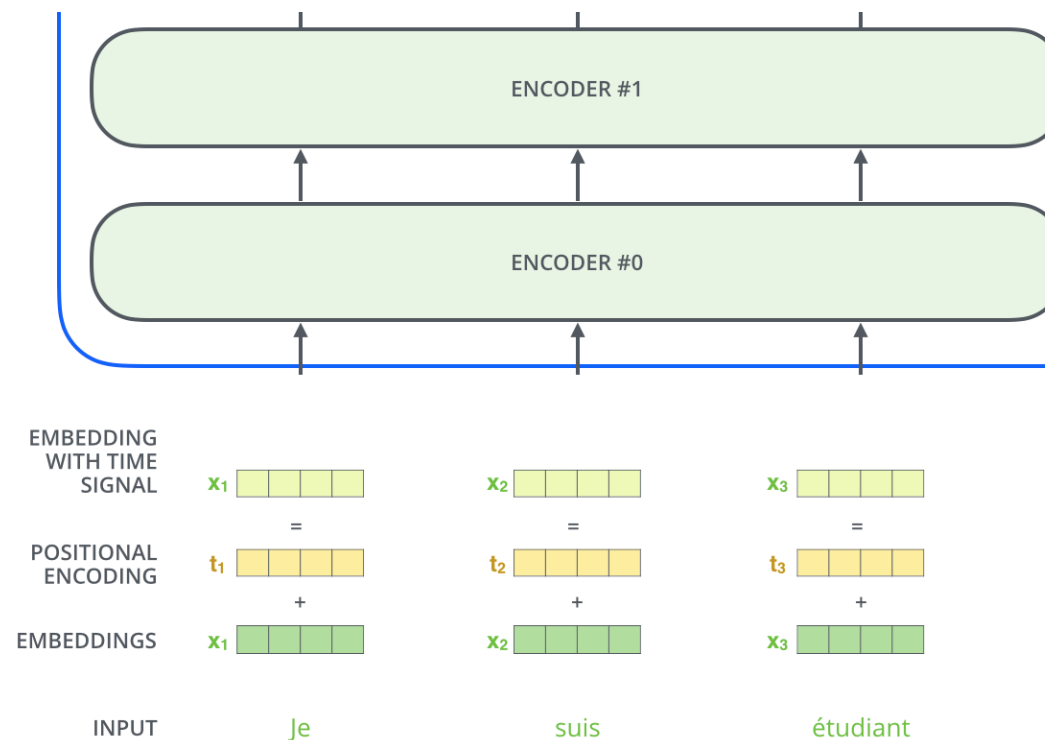 ENCODER #1
ENCODER #0
EMBEDDING
WITH TIME
SIGNAL
x₁ x₂ x₃
= = =
POSITIONAL
ENCODING
t₁ t₂ t₃
+ + +
EMBEDDINGS x₁ x₂ x₃
INPUT Je suis étudiant